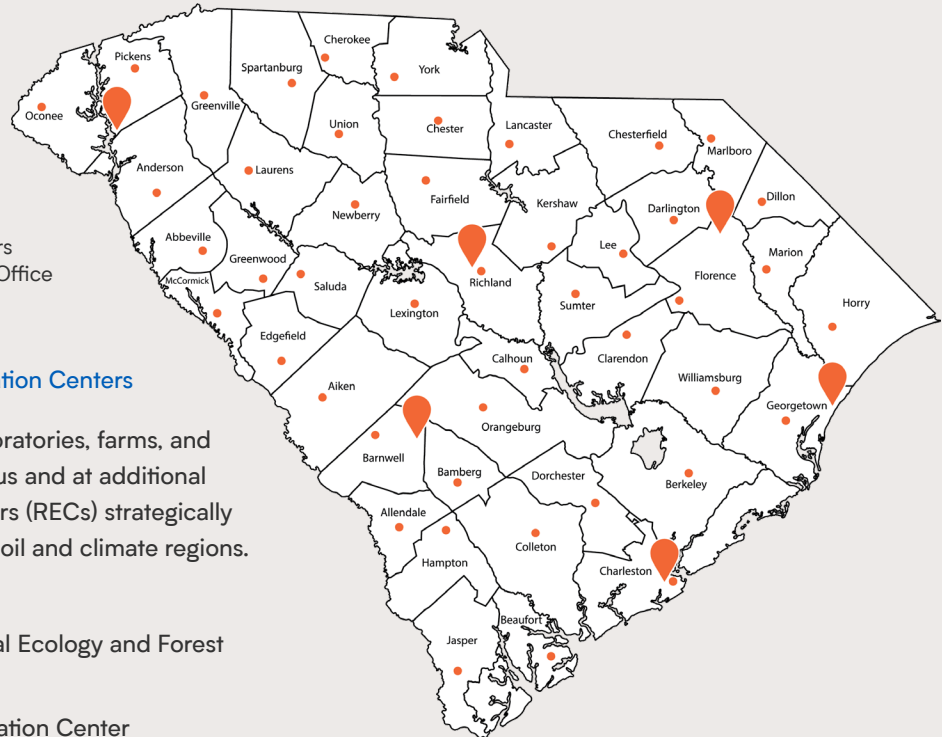 Cherokee
Pickens
Spartanburg
York
Oconee
Greenville
Union
Chester
Lancaster
Chesterfield
Marlboro
Anderson
Laurens
Fairfield
Kershaw
Darlington
Dillon
Newberry
Abbeville
Greenwood
Lee
Marion
rs
Office
McCormick
Saluda
Richland
Florence
Horry
Lexington
Sumter
Edgefield
Calhoun
Clarendon
ation Centers
Aiken
Williamsburg
Georgetown
Orangeburg
oratories, farms, and
Barnwell
Bamberg
Dorchester
us and at additional
Berkeley
rs (RECs) strategically
Allendale
oil and climate regions.
Hampton
Colleton
Charleston
Beaufort
al Ecology and Forest
Jasper
ation Center